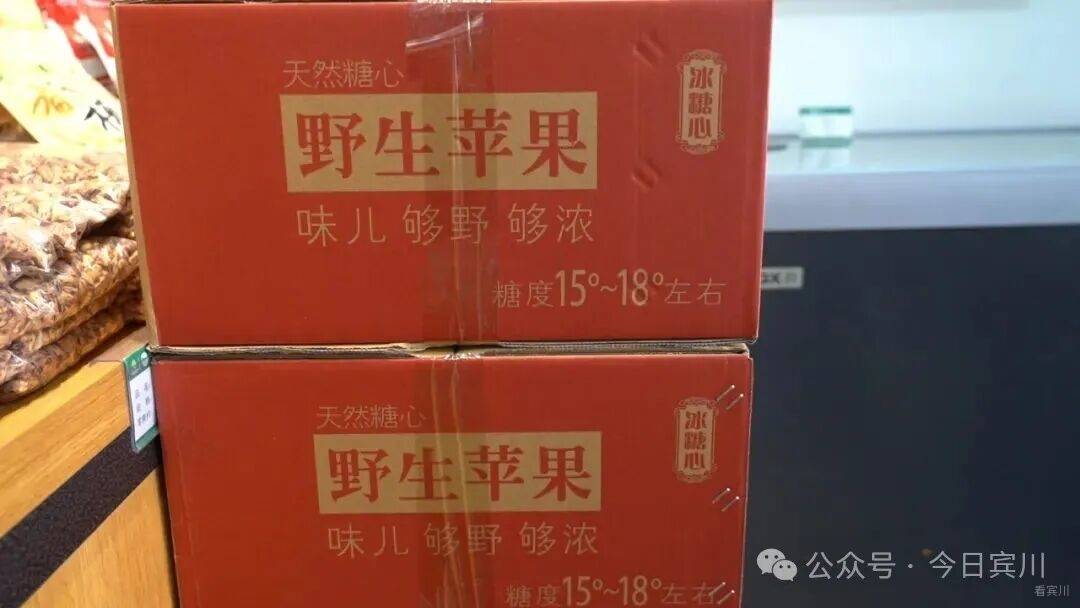 天然糖心
野生苹果
味儿 够野 够浓
糖度15°~18°左右
冰糖心
天然糖心
野生苹果
味儿 够野 够浓
糖度15°~18°左右
冰糖心
公众号 · 今日宾川
看宾川